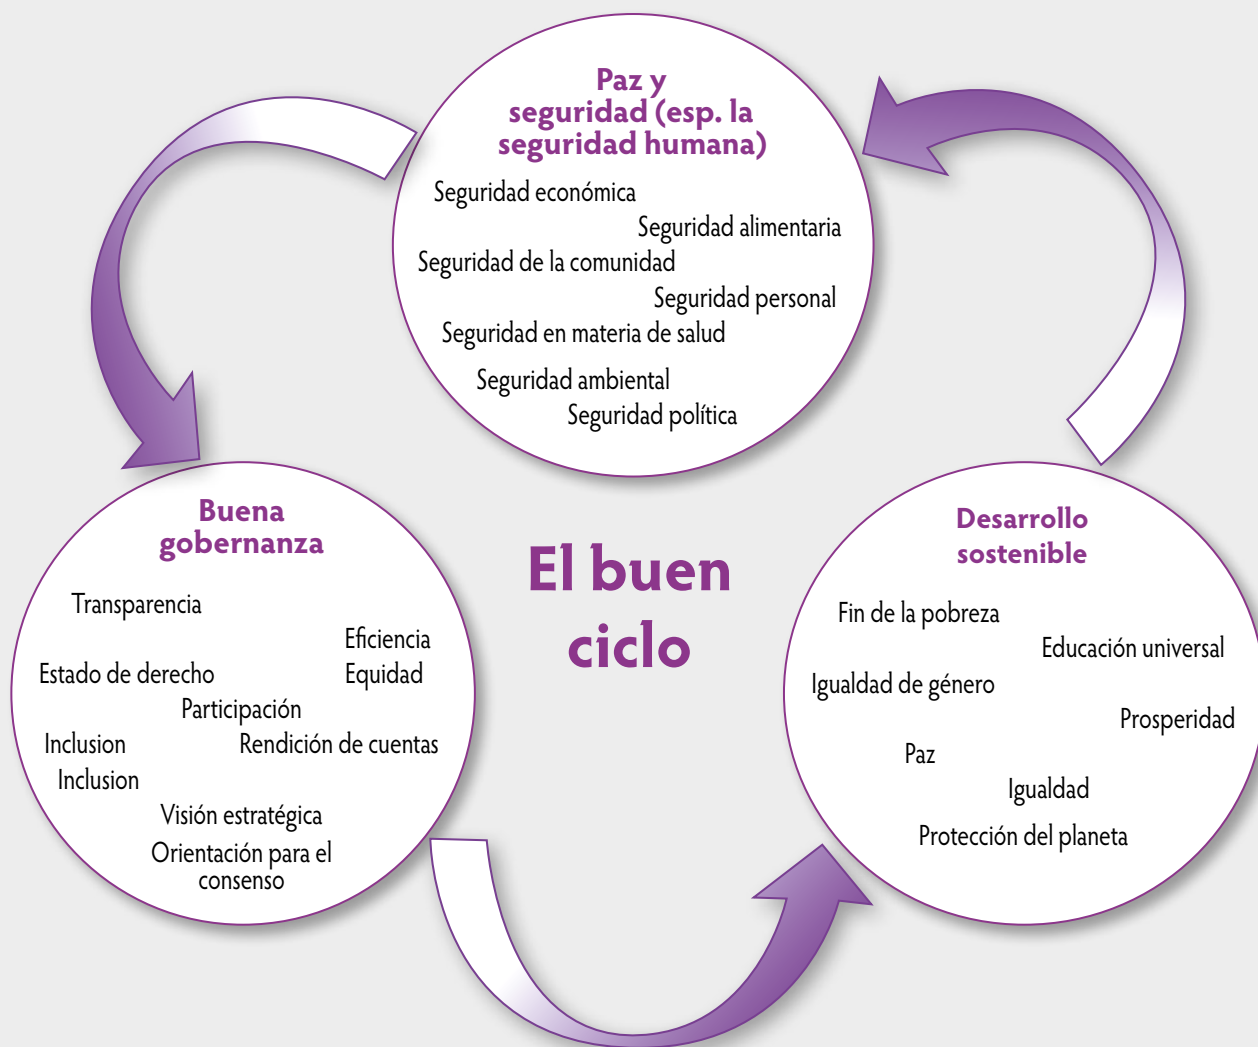 Paz y
seguridad (esp. la
seguridad humana)
Seguridad económica
Seguridad alimentaria
Seguridad de la comunidad
Seguridad personal
Seguridad en materia de salud
Seguridad ambiental
Seguridad política
Buena
gobernanza
Transparencia
Eficiencia
Estado de derecho
Equidad
Participación
Inclusion
Rendición de cuentas
Inclusion
Visión estratégica
Orientación para el
consenso
El buen
ciclo
Desarrollo
sostenible
Fin de la pobreza
Educación universal
Igualdad de género
Prosperidad
Paz
Igualdad
Protección del planeta